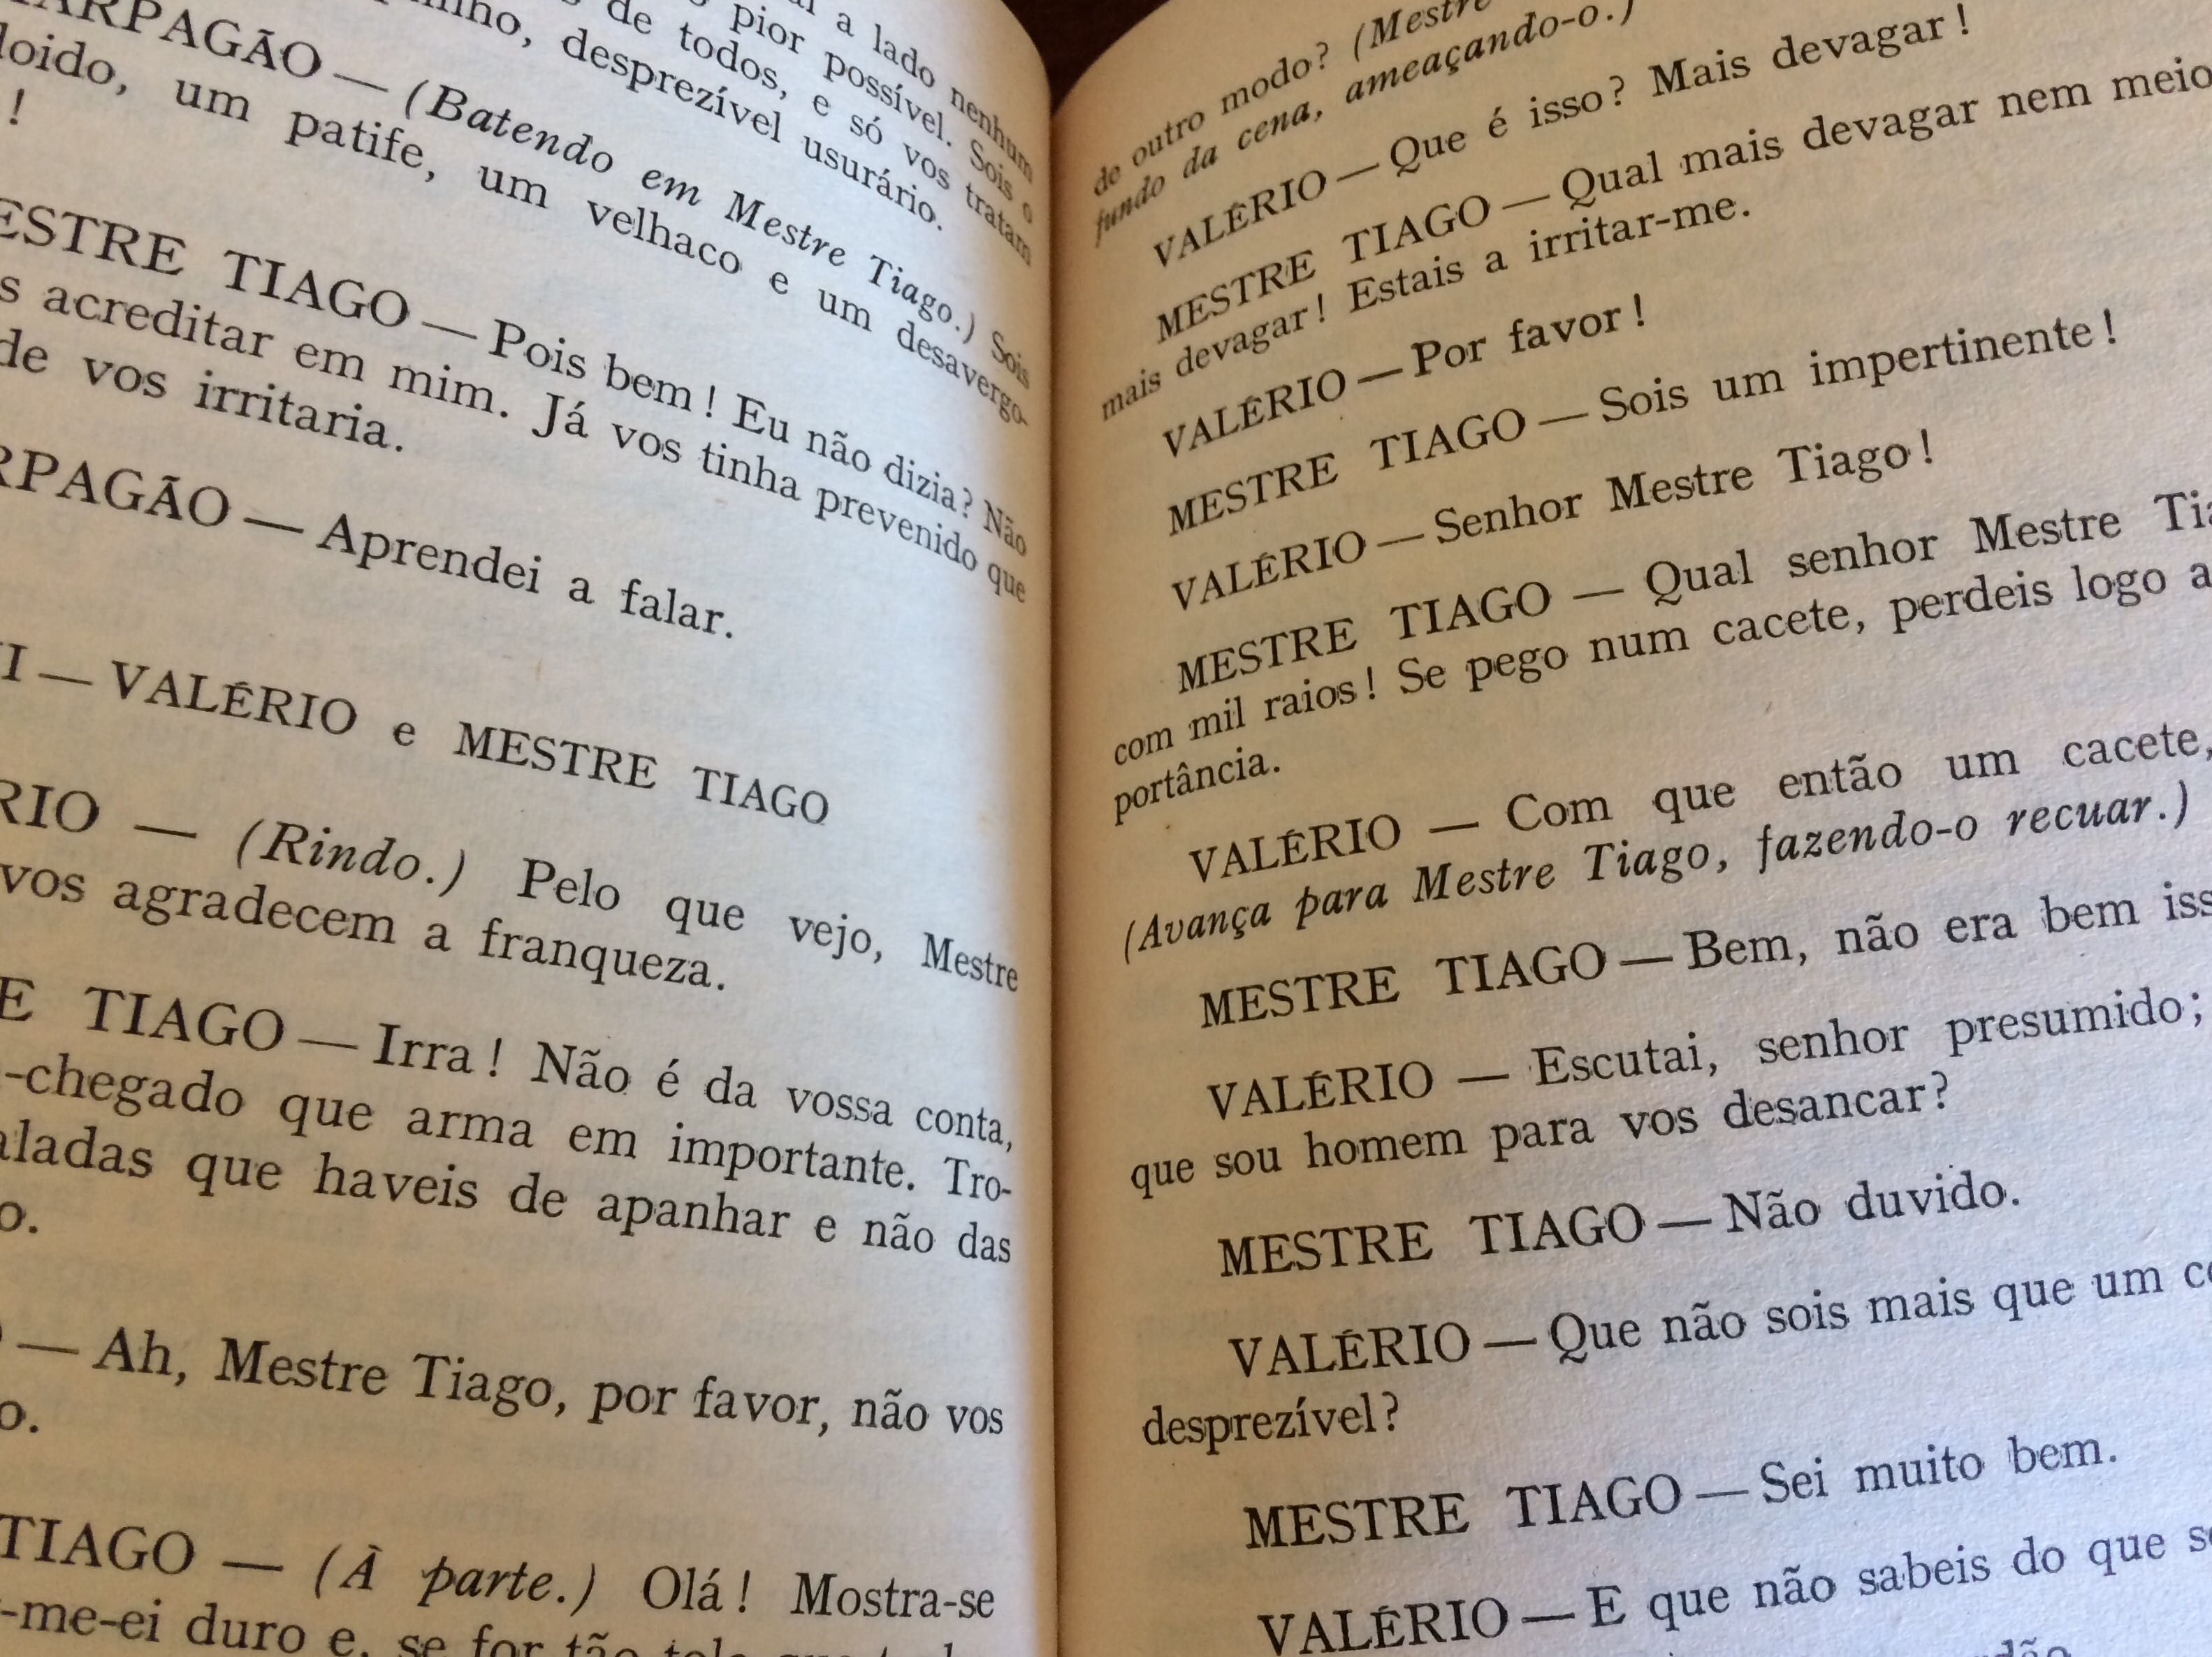 a lado nenhum
pior possível. Sois o
de todos, e só vos tratam
desprezível usurário.
HARPAGÃO — (Batendo em Mestre Tiago.) Sois
doido, um patife, um velhaco e um desavergo-
!
MESTRE TIAGO — Pois bem! Eu não dizia? Não
s acreditar em mim. Já vos tinha prevenido que
de vos irritaria.
RPAGÃO — Aprendei a falar.
I — VALÉRIO e MESTRE TIAGO
RIO — (Rindo.) Pelo que vejo, Mestre
vos agradecem a franqueza.
E TIAGO — Irra! Não é da vossa conta,
-chegado que arma em importante. Tro-
aladas que haveis de apanhar e não das
o.
— Ah, Mestre Tiago, por favor, não vos
o.
TIAGO — (À parte.) Olá! Mostra-se
-me-ei duro e, se for tão tolo que
de outro modo? (Mestre
fundo da cena, ameaçando-o.)
VALÉRIO — Que é isso? Mais devagar!
MESTRE TIAGO — Qual mais devagar nem meio
mais devagar! Estais a irritar-me.
VALÉRIO — Por favor!
MESTRE TIAGO — Sois um impertinente!
VALÉRIO — Senhor Mestre Tiago!
MESTRE TIAGO — Qual senhor Mestre Tia
com mil raios! Se pego num cacete, perdeis logo a
portância.
VALÉRIO — Com que então um cacete,
(Avança para Mestre Tiago, fazendo-o recuar.)
MESTRE TIAGO — Bem, não era bem iss
VALÉRIO — Escutai, senhor presumido;
que sou homem para vos desancar?
MESTRE TIAGO — Não duvido.
VALÉRIO — Que não sois mais que um co
desprezível?
MESTRE TIAGO — Sei muito bem.
VALÉRIO — E que não sabeis do que s